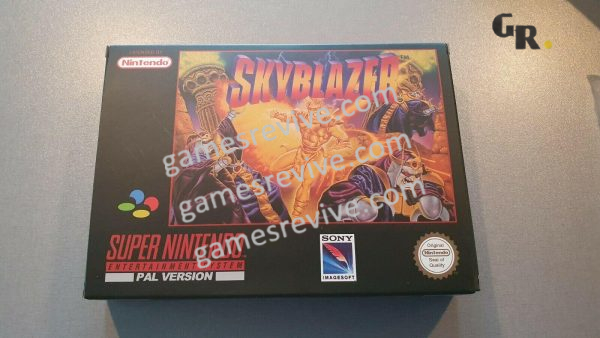 GR.
LICENSED BY
Nintendo
SKYBLAZER
TM
gamesrevive.com
gamesrevive.com
gamesrevive.com
SUPER NINTENDO
ENTERTAINMENT SYSTEM
PAL VERSION
SONY
IMAGESOFT
Original
Nintendo
Seal of
Quality